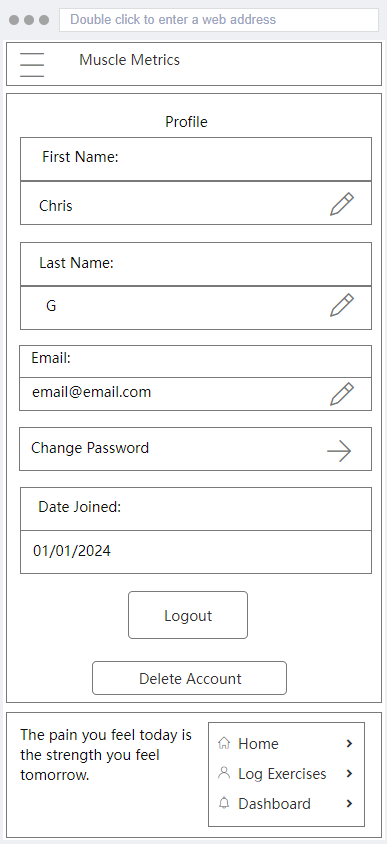 Double click to enter a web address
Muscle Metrics
Profile
First Name:
Chris
Last Name:
G
Email:
email@email.com
Change Password
Date Joined:
01/01/2024
Logout
Delete Account
The pain you feel today is
the strength you feel
tomorrow.
Home
Log Exercises
Dashboard